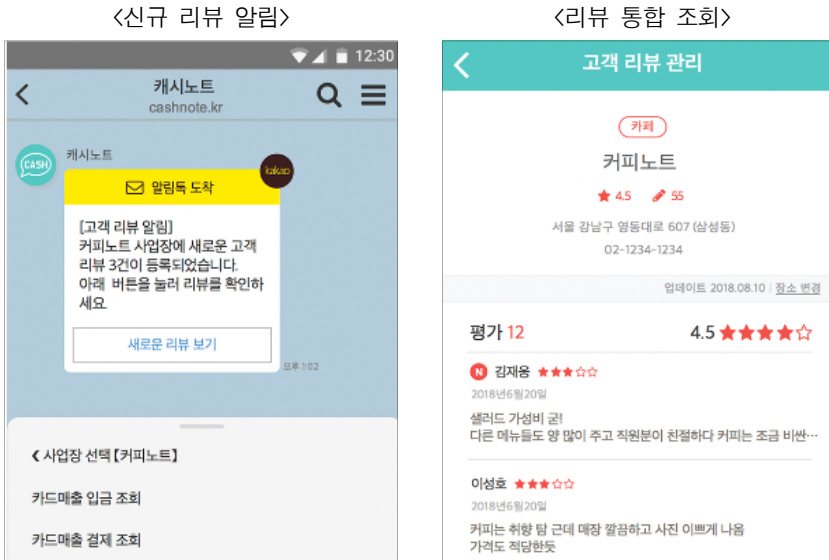 <신규 리뷰 알림>
12:30
캐시노트
cashnote.kr
CASH
캐시노트
kakao
알림톡 도착
[고객 리뷰 알림]
커피노트 사업장에 새로운 고객
리뷰 3건이 등록되었습니다.
아래 버튼을 눌러 리뷰를 확인하
세요.
새로운 리뷰 보기
오후 1:02
사업장 선택【커피노트】
카드매출 입금 조회
카드매출 결제 조회
<리뷰 통합 조회>
고객 리뷰 관리
카페
커피노트
4.5 55
서울 강남구 영동대로 607 (삼성동)
02-1234-1234
업데이트 2018.08.10 | 장소 변경
평가 12 4.5 ★★★★☆
N 김재웅 ★★★☆☆
2018년6월20일
샐러드 가성비 굳!
다른 메뉴들도 양 많이 주고 직원분이 친절하다 커피는 조금 비싼…
이성호 ★★★☆☆
2018년6월20일
커피는 취향 탐 근데 매장 깔끔하고 사진 이쁘게 나옴
가격도 적당한듯